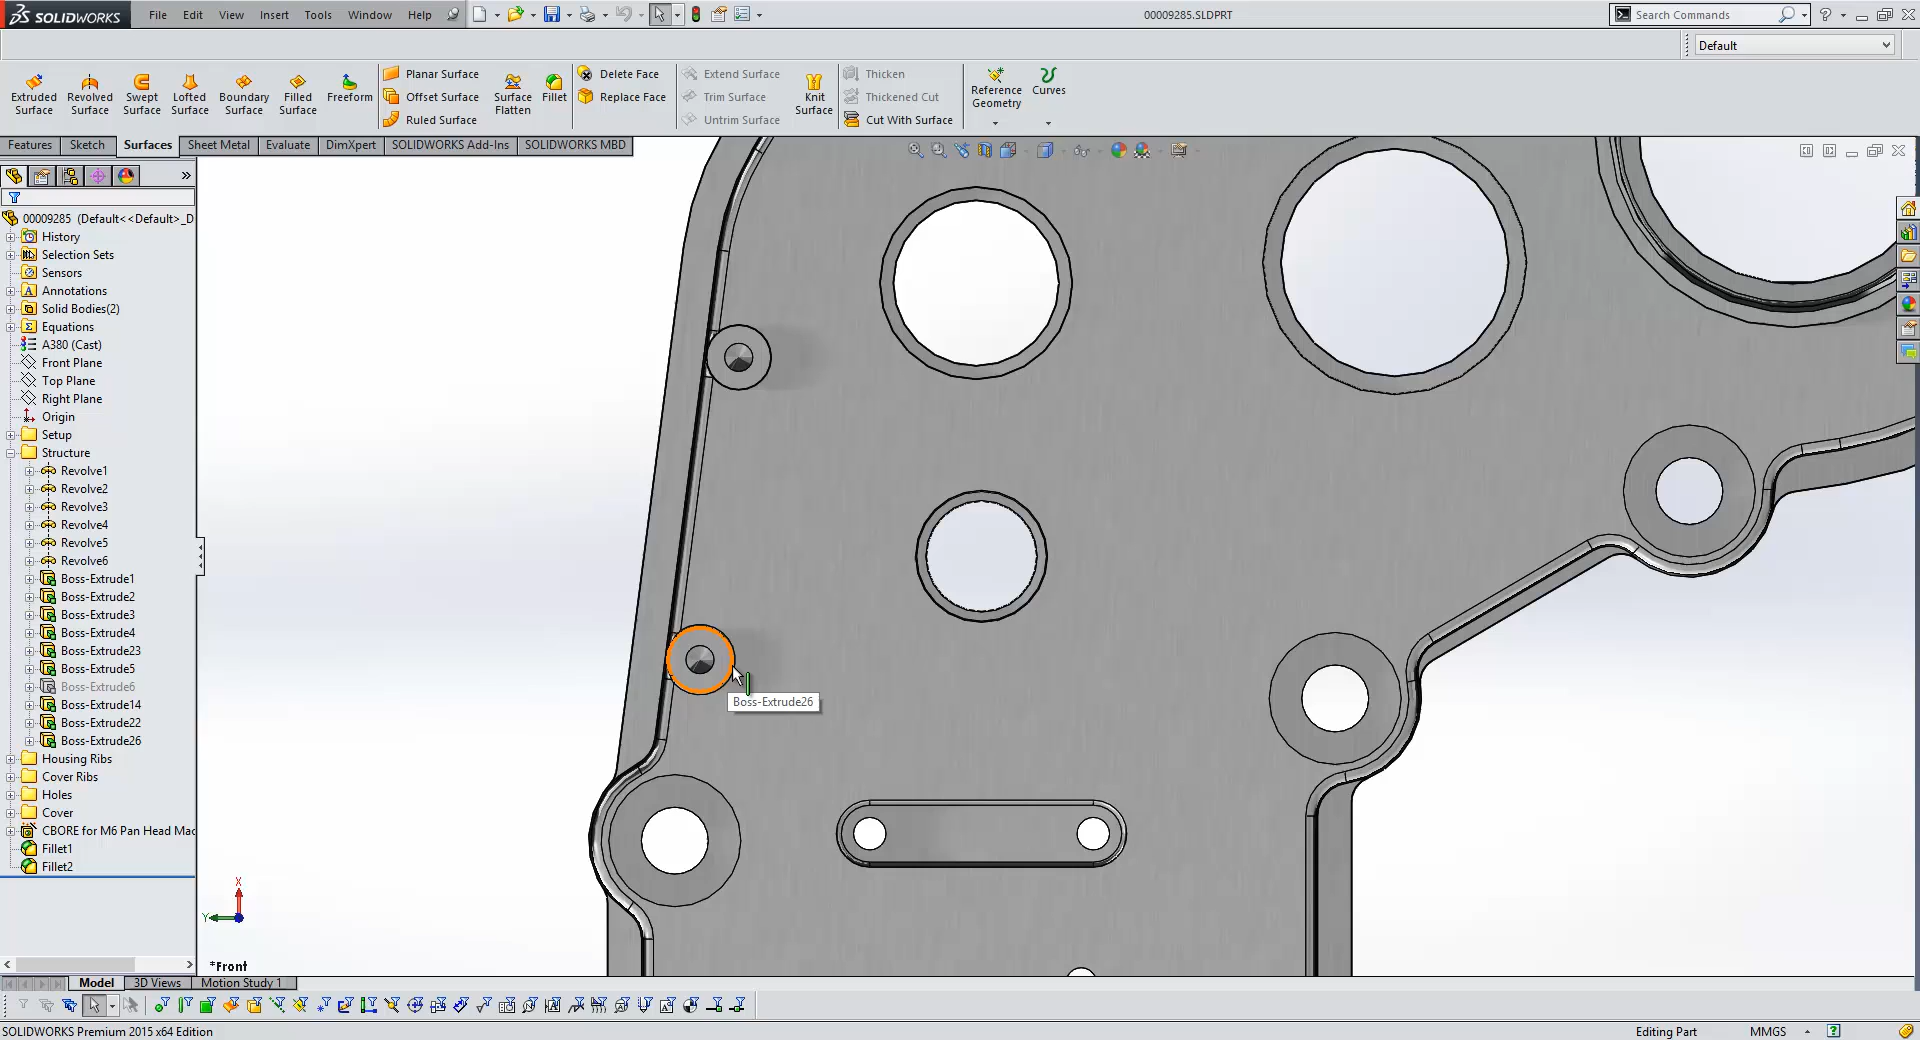 SOLIDWORKS
File Edit View Insert Tools Window Help
00009285.SLDPRT
Search Commands
Default
Extruded Surface
Revolved Surface
Swept Surface
Lofted Surface
Boundary Surface
Filled Surface
Freeform
Planar Surface
Offset Surface
Ruled Surface
Surface Flatten
Fillet
Delete Face
Replace Face
Extend Surface
Trim Surface
Untrim Surface
Knit Surface
Thicken
Thickened Cut
Cut With Surface
Reference Geometry
Curves
Features Sketch Surfaces Sheet Metal Evaluate DimXpert SOLIDWORKS Add-Ins SOLIDWORKS MBD
00009285 (Default<<Default>_D
History
Selection Sets
Sensors
Annotations
Solid Bodies(2)
Equations
A380 (Cast)
Front Plane
Top Plane
Right Plane
Origin
Setup
Structure
Revolve1
Revolve2
Revolve3
Revolve4
Revolve5
Revolve6
Boss-Extrude1
Boss-Extrude2
Boss-Extrude3
Boss-Extrude4
Boss-Extrude23
Boss-Extrude5
Boss-Extrude6
Boss-Extrude14
Boss-Extrude22
Boss-Extrude26
Housing Ribs
Cover Ribs
Holes
Cover
CBORE for M6 Pan Head Mac
Fillet1
Fillet2
Boss-Extrude26
X
Y
*Front
Model 3D Views Motion Study 1
SOLIDWORKS Premium 2015 x64 Edition
Editing Part
MMGS